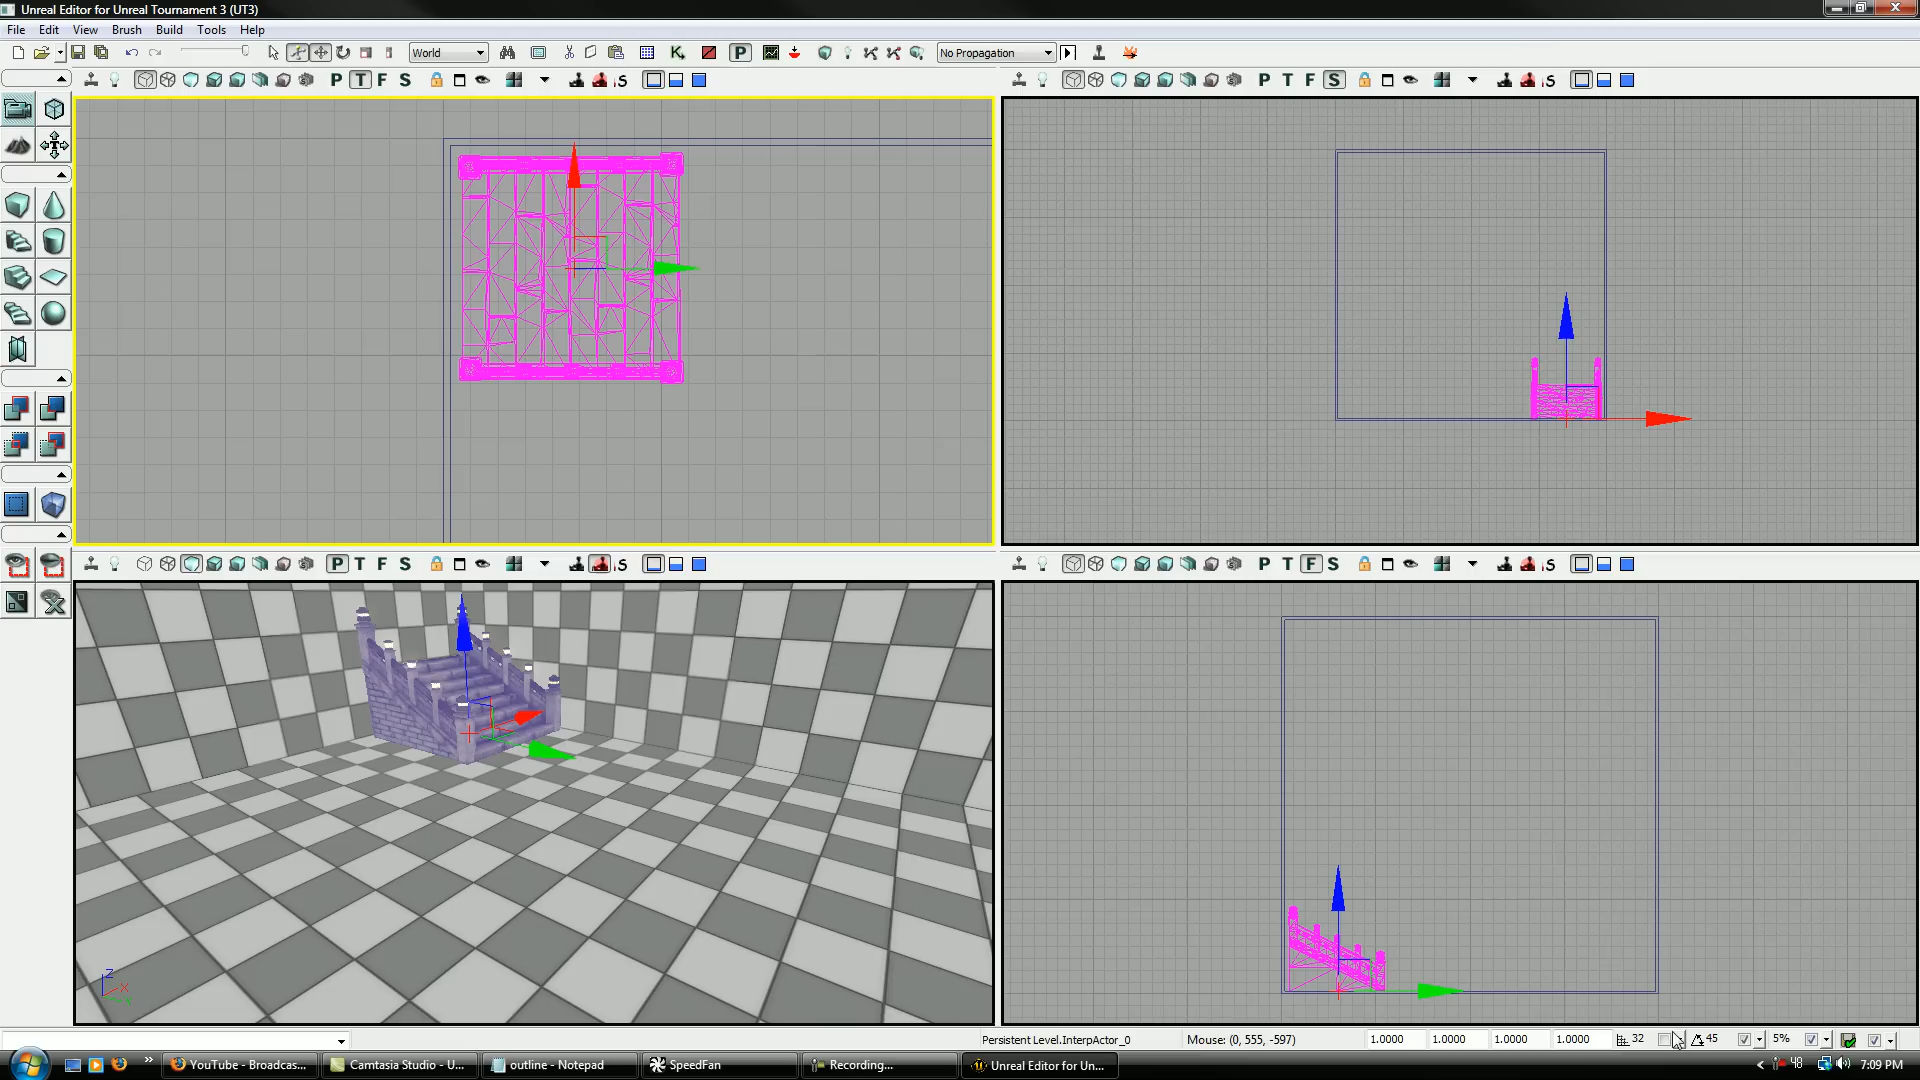 Unreal Editor for Unreal Tournament 3 (UT3)
File Edit View Brush Build Tools Help
World
K
P
No Propagation
P T F S
S
P T F S
S
P T F S
S
P T F S
S
Z
X
Persistent Level.InterpActor_0
Mouse: (0, 555, -597)
1.0000 1.0000 1.0000 1.0000
32
45
5%
YouTube - Broadcas...
Camtasia Studio - U...
outline - Notepad
SpeedFan
Recording...
Unreal Editor for Un...
48
7:09 PM